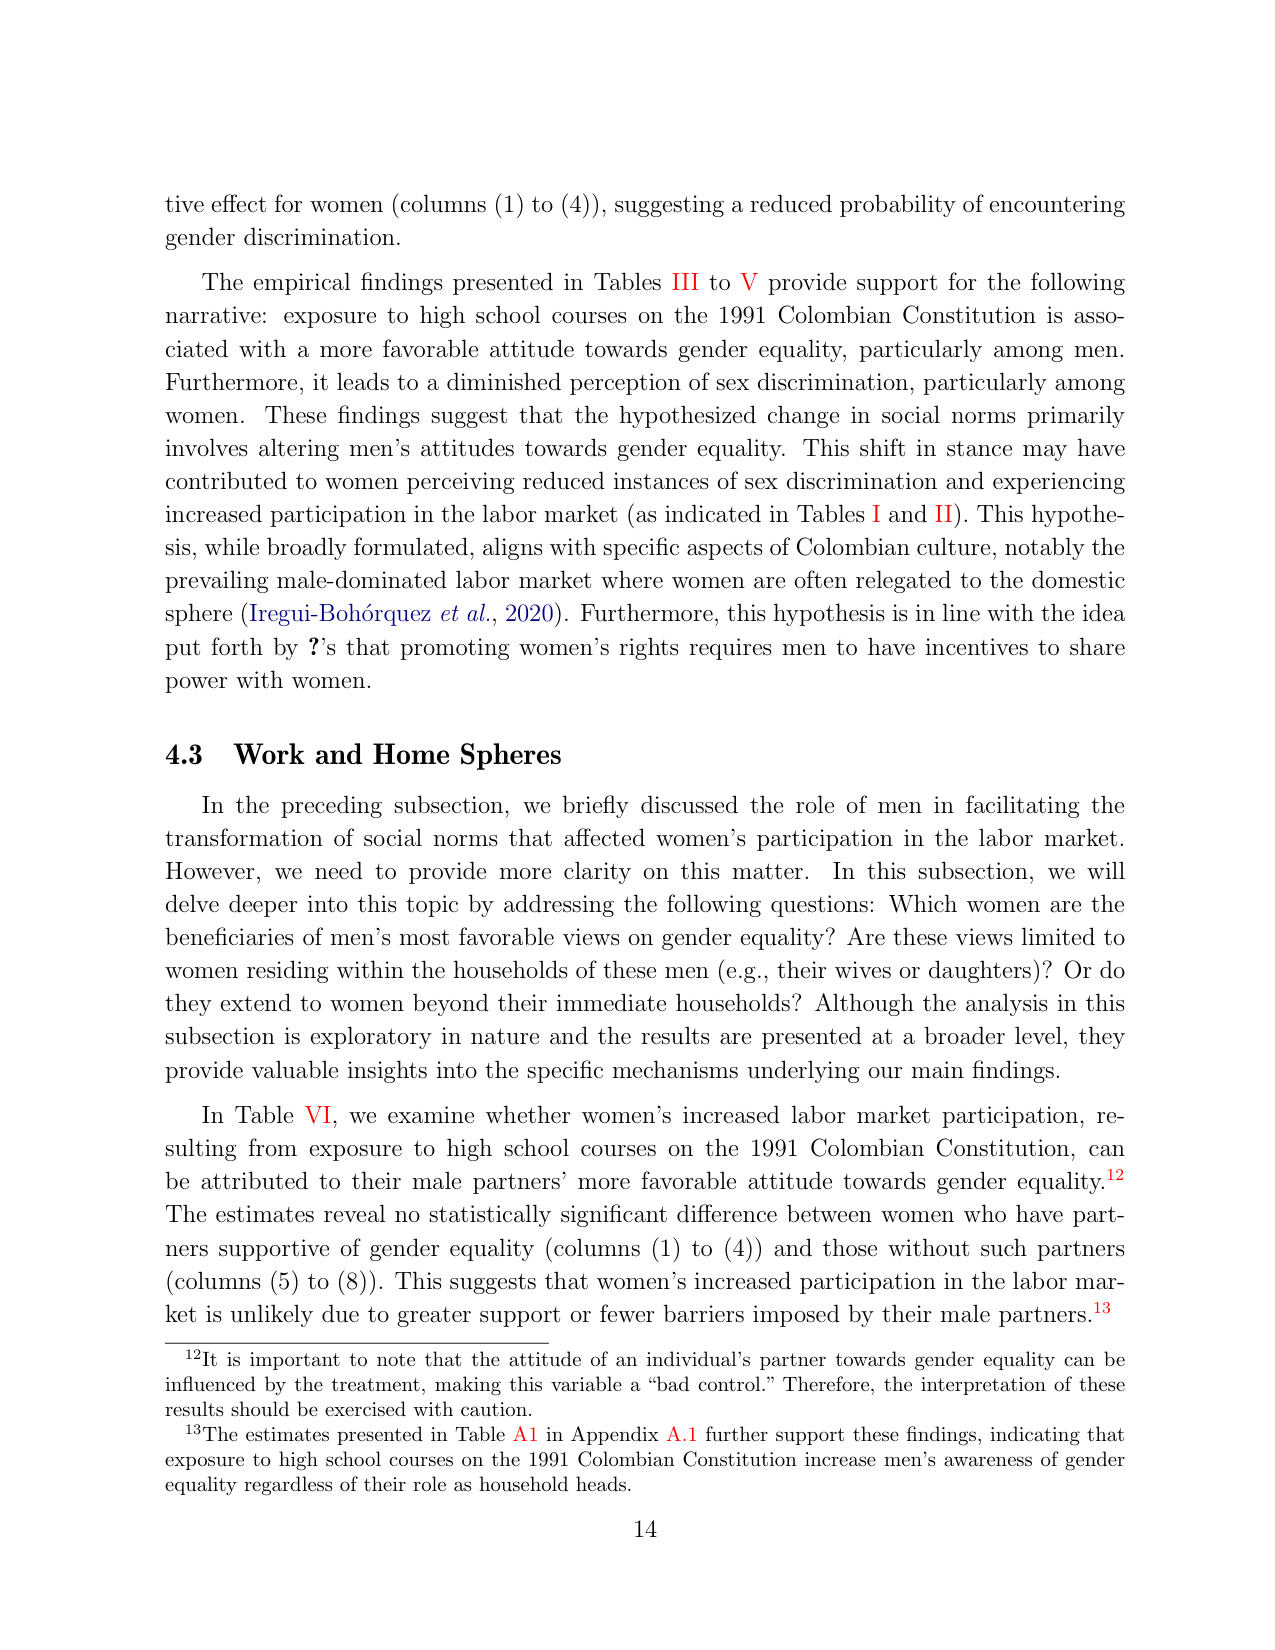 tive effect for women (columns (1) to (4)), suggesting a reduced probability of encountering
gender discrimination.
The empirical findings presented in Tables III to V provide support for the following
narrative: exposure to high school courses on the 1991 Colombian Constitution is asso-
ciated with a more favorable attitude towards gender equality, particularly among men.
Furthermore, it leads to a diminished perception of sex discrimination, particularly among
women. These findings suggest that the hypothesized change in social norms primarily
involves altering men's attitudes towards gender equality. This shift in stance may have
contributed to women perceiving reduced instances of sex discrimination and experiencing
increased participation in the labor market (as indicated in Tables I and II). This hypothe-
sis, while broadly formulated, aligns with specific aspects of Colombian culture, notably the
prevailing male-dominated labor market where women are often relegated to the domestic
sphere (Iregui-Bohórquez et al., 2020). Furthermore, this hypothesis is in line with the idea
put forth by ?'s that promoting women's rights requires men to have incentives to share
power with women.
4.3 Work and Home Spheres
In the preceding subsection, we briefly discussed the role of men in facilitating the
transformation of social norms that affected women's participation in the labor market.
However, we need to provide more clarity on this matter. In this subsection, we will
delve deeper into this topic by addressing the following questions: Which women are the
beneficiaries of men's most favorable views on gender equality? Are these views limited to
women residing within the households of these men (e.g., their wives or daughters)? Or do
they extend to women beyond their immediate households? Although the analysis in this
subsection is exploratory in nature and the results are presented at a broader level, they
provide valuable insights into the specific mechanisms underlying our main findings.
In Table VI, we examine whether women's increased labor market participation, re-
sulting from exposure to high school courses on the 1991 Colombian Constitution, can
be attributed to their male partners' more favorable attitude towards gender equality.12
The estimates reveal no statistically significant difference between women who have part-
ners supportive of gender equality (columns (1) to (4)) and those without such partners
(columns (5) to (8)). This suggests that women's increased participation in the labor mar-
ket is unlikely due to greater support or fewer barriers imposed by their male partners.13
12It is important to note that the attitude of an individual's partner towards gender equality can be
influenced by the treatment, making this variable a “bad control.” Therefore, the interpretation of these
results should be exercised with caution.
13The estimates presented in Table A1 in Appendix A.1 further support these findings, indicating that
exposure to high school courses on the 1991 Colombian Constitution increase men's awareness of gender
equality regardless of their role as household heads.
14